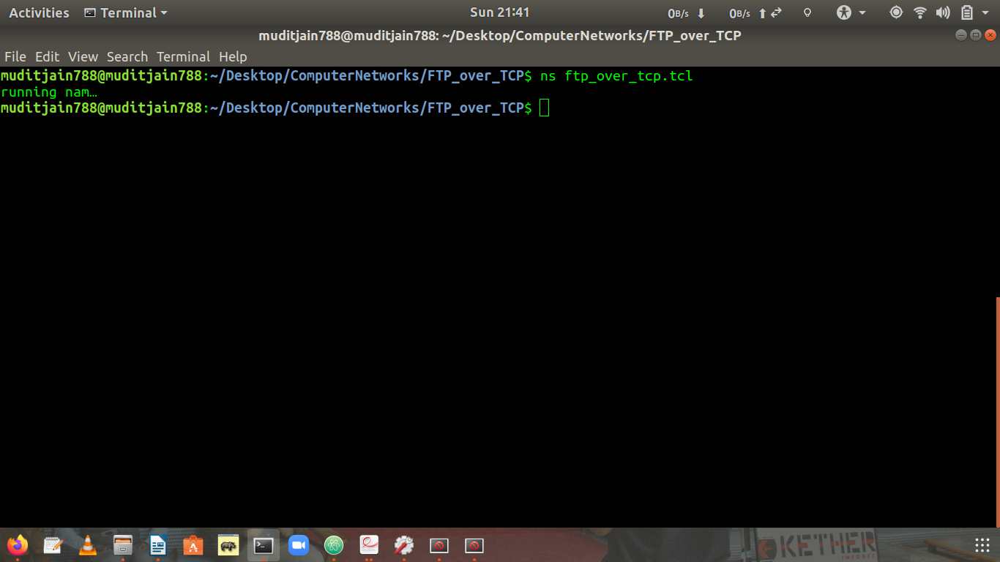 Activities Terminal Sun 21:41 0B/s 0B/s
muditjain788@muditjain788: ~/Desktop/ComputerNetworks/FTP_over_TCP
File Edit View Search Terminal Help
muditjain788@muditjain788:~/Desktop/ComputerNetworks/FTP_over_TCP$ ns ftp_over_tcp.tcl
running nam…
muditjain788@muditjain788:~/Desktop/ComputerNetworks/FTP_over_TCP$
KETHER
INFOSEC